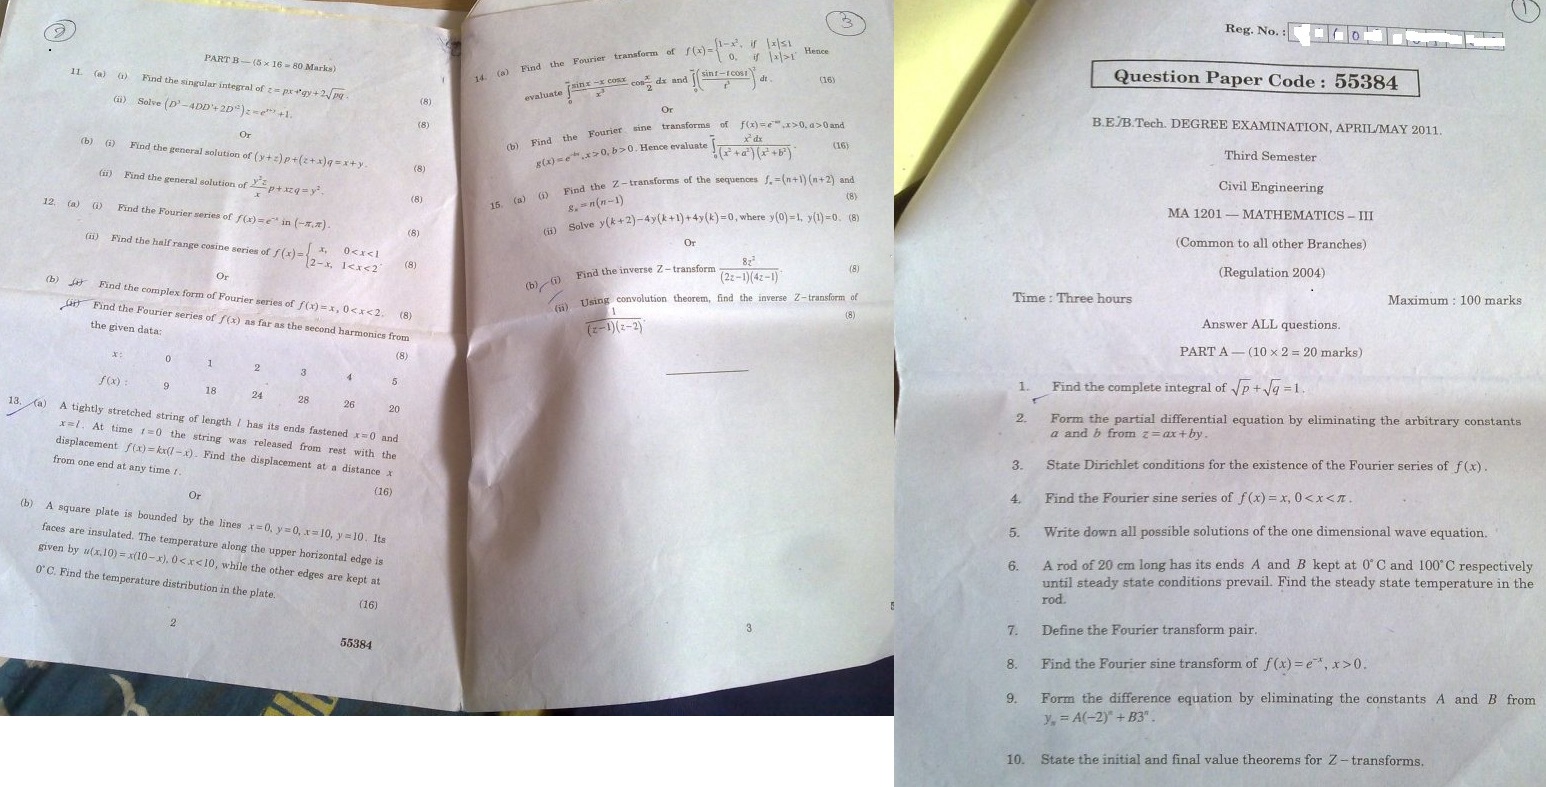 2
PART B — (5 × 16 = 80 Marks)
11. (a) (i) Find the singular integral of z = px + qy + 2√pq. (8)
(ii) Solve (D² − 4DD' + 2D'²)z = eˣ⁺ʸ + 1. (8)
Or
(b) (i) Find the general solution of (y + z)p + (z + x)q = x + y. (8)
(ii) Find the general solution of y²z/x p + xzq = y². (8)
12. (a) (i) Find the Fourier series of f(x) = e⁻ˣ in (−π, π). (8)
(ii) Find the half range cosine series of f(x) = { x, 0 < x < 1
2 − x, 1 < x < 2 (8)
Or
(b) (i) Find the complex form of Fourier series of f(x) = x, 0 < x < 2. (8)
(ii) Find the Fourier series of f(x) as far as the second harmonics from
the given data: (8)
x : 0 1 2 3 4 5
f(x) : 9 18 24 28 26 20
13. (a) A tightly stretched string of length l has its ends fastened x = 0 and
x = l. At time t = 0 the string was released from rest with the
displacement f(x) = kx(l − x). Find the displacement at a distance x
from one end at any time t. (16)
Or
(b) A square plate is bounded by the lines x = 0, y = 0, x = 10, y = 10. Its
faces are insulated. The temperature along the upper horizontal edge is
given by u(x,10) = x(10 − x), 0 < x < 10, while the other edges are kept at
0° C. Find the temperature distribution in the plate. (16)
2
55384
3
14. (a) Find the Fourier transform of f(x) = { 1 − x², if |x| ≤ 1
0, if |x| > 1 . Hence
evaluate ∫₀^∞ (sin x − x cos x)/x³ cos x/2 dx and ∫₀^∞ ((sin t − t cos t)/t³)² dt. (16)
Or
(b) Find the Fourier sine transforms of f(x) = e⁻ᵃˣ, x > 0, a > 0 and
g(x) = e⁻ᵇˣ, x > 0, b > 0. Hence evaluate ∫₀^∞ x² dx/((x² + a²)(x² + b²)). (16)
15. (a) (i) Find the Z – transforms of the sequences fₙ = (n+1)(n+2) and
gₙ = n(n−1) (8)
(ii) Solve y(k+2) − 4y(k+1) + 4y(k) = 0, where y(0) = 1, y(1) = 0. (8)
Or
(b) (i) Find the inverse Z – transform 8z²/((2z−1)(4z−1)). (8)
(ii) Using convolution theorem, find the inverse Z – transform of
1/((z−1)(z−2)). (8)
3
1
Reg. No. :
Question Paper Code : 55384
B.E./B.Tech. DEGREE EXAMINATION, APRIL/MAY 2011.
Third Semester
Civil Engineering
MA 1201 — MATHEMATICS – III
(Common to all other Branches)
(Regulation 2004)
Time : Three hours Maximum : 100 marks
Answer ALL questions.
PART A — (10 × 2 = 20 marks)
1. Find the complete integral of √p + √q = 1.
2. Form the partial differential equation by eliminating the arbitrary constants
a and b from z = ax + by.
3. State Dirichlet conditions for the existence of the Fourier series of f(x).
4. Find the Fourier sine series of f(x) = x, 0 < x < π.
5. Write down all possible solutions of the one dimensional wave equation.
6. A rod of 20 cm long has its ends A and B kept at 0° C and 100° C respectively
until steady state conditions prevail. Find the steady state temperature in the
rod.
7. Define the Fourier transform pair.
8. Find the Fourier sine transform of f(x) = e⁻ˣ, x > 0.
9. Form the difference equation by eliminating the constants A and B from
yₙ = A(−2)ⁿ + B3ⁿ.
10. State the initial and final value theorems for Z – transforms.